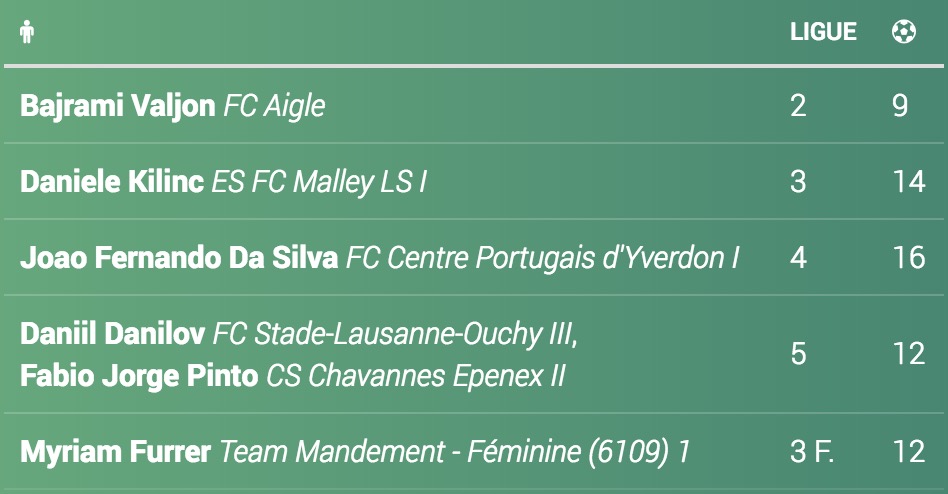 LIGUE
Bajrami Valjon FC Aigle 2 9
Daniele Kilinc ES FC Malley LS I 3 14
Joao Fernando Da Silva FC Centre Portugais d'Yverdon I 4 16
Daniil Danilov FC Stade-Lausanne-Ouchy III,
Fabio Jorge Pinto CS Chavannes Epenex II 5 12
Myriam Furrer Team Mandement - Féminine (6109) 1 3 F. 12